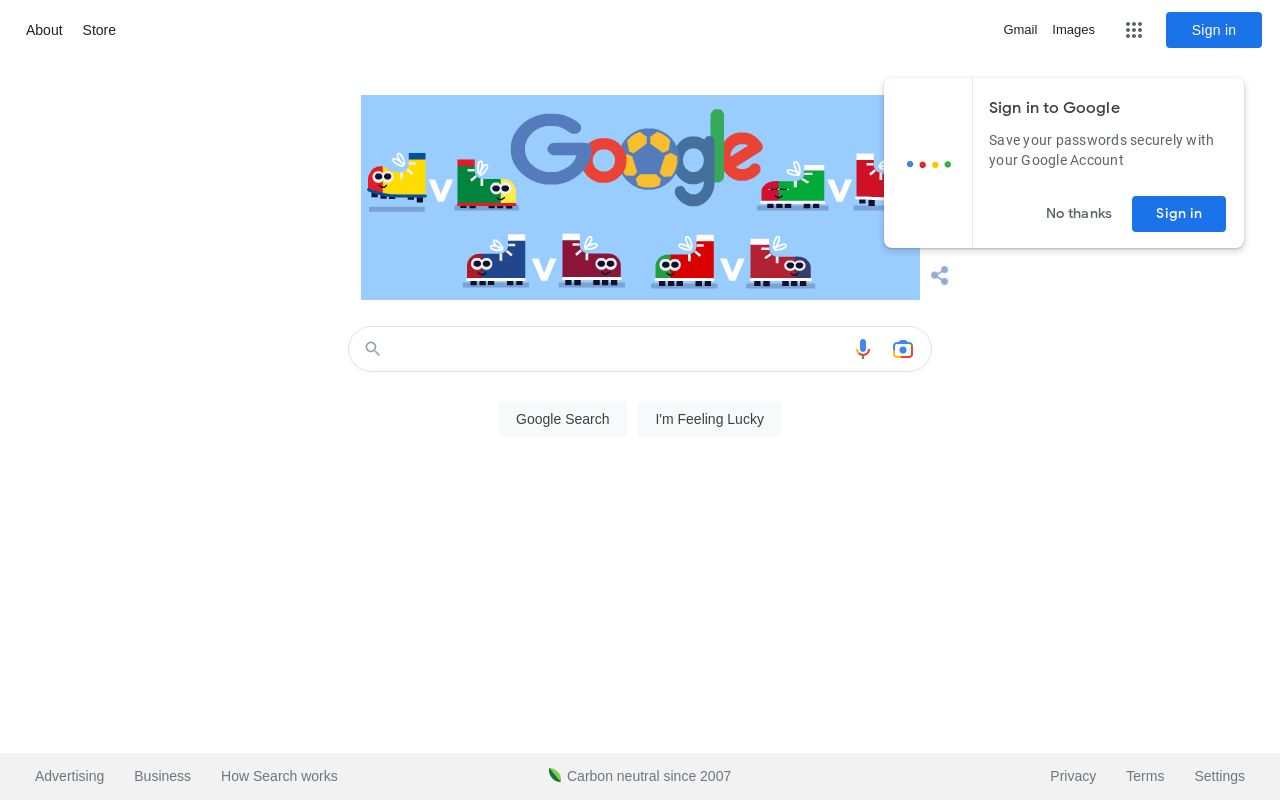 About Store
Gmail Images
Sign in
Google
V V
V V
Sign in to Google
Save your passwords securely with
your Google Account
No thanks Sign in
Google Search I'm Feeling Lucky
Advertising Business How Search works
Carbon neutral since 2007
Privacy Terms Settings